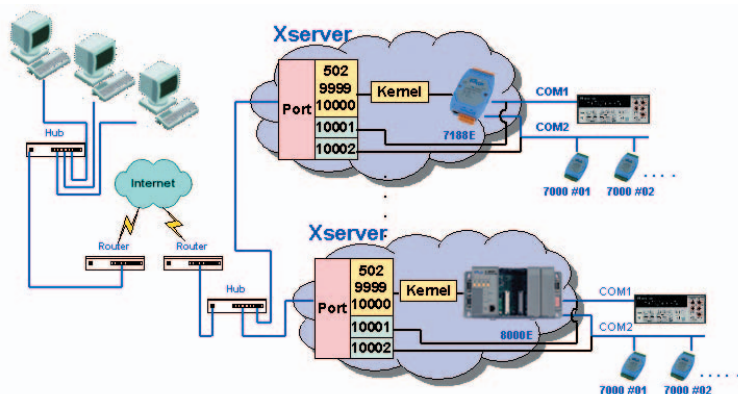 Xserver
502
9999
10000
Port
Kernel
10001
10002
7188E
COM1
COM2
7000 #01
7000 #02
.....
Hub
Internet
Router
Router
Hub
Xserver
502
9999
10000
Port
Kernel
10001
10002
8000E
COM1
COM2
7000 #01
7000 #02
.....